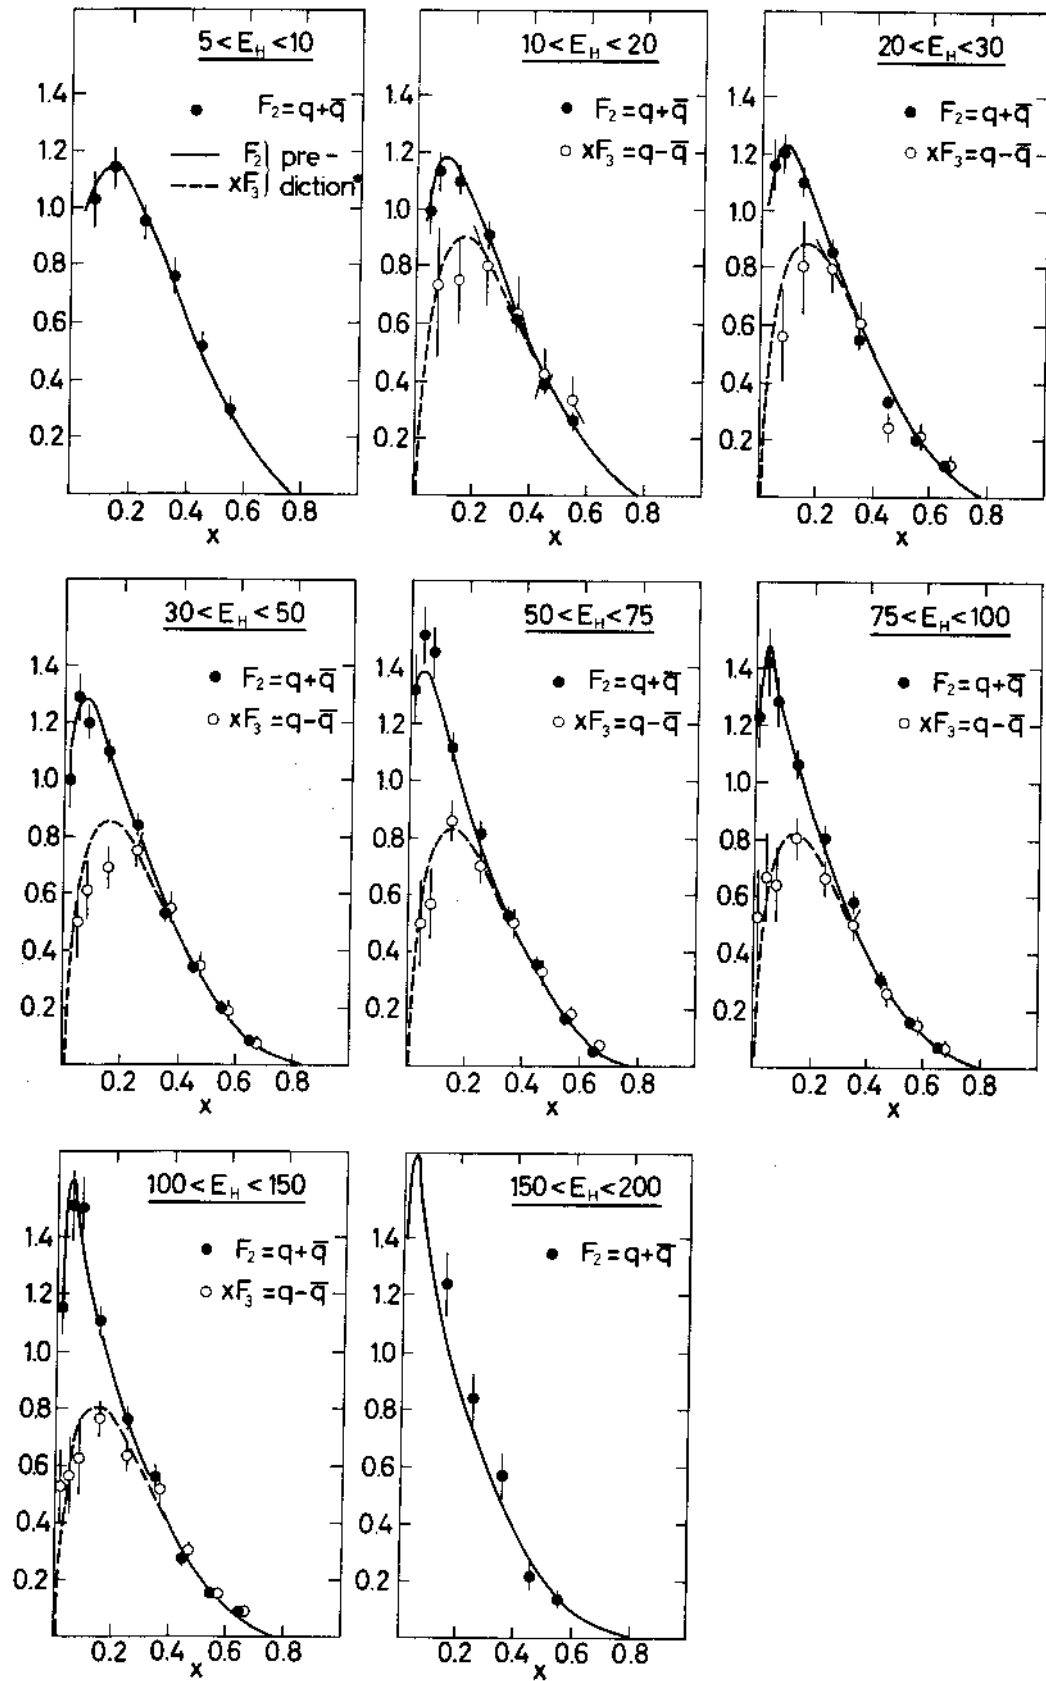 5 < E_H < 10
F₂ = q + q̄
F₂ } pre-
xF₃ } diction
1.4
1.2
1.0
0.8
0.6
0.4
0.2
0.2 0.4 0.6 0.8
x
10 < E_H < 20
F₂ = q + q̄
xF₃ = q - q̄
1.4
1.2
1.0
0.8
0.6
0.4
0.2
0.2 0.4 0.6 0.8
x
20 < E_H < 30
F₂ = q + q̄
xF₃ = q - q̄
1.4
1.2
1.0
0.8
0.6
0.4
0.2
0.2 0.4 0.6 0.8
x
30 < E_H < 50
F₂ = q + q̄
xF₃ = q - q̄
1.4
1.2
1.0
0.8
0.6
0.4
0.2
0.2 0.4 0.6 0.8
x
50 < E_H < 75
F₂ = q + q̄
xF₃ = q - q̄
1.4
1.2
1.0
0.8
0.6
0.4
0.2
0.2 0.4 0.6 0.8
x
75 < E_H < 100
F₂ = q + q̄
xF₃ = q - q̄
1.4
1.2
1.0
0.8
0.6
0.4
0.2
0.2 0.4 0.6 0.8
x
100 < E_H < 150
F₂ = q + q̄
xF₃ = q - q̄
1.4
1.2
1.0
0.8
0.6
0.4
0.2
0.2 0.4 0.6 0.8
x
150 < E_H < 200
F₂ = q + q̄
1.4
1.2
1.0
0.8
0.6
0.4
0.2
0.2 0.4 0.6 0.8
x